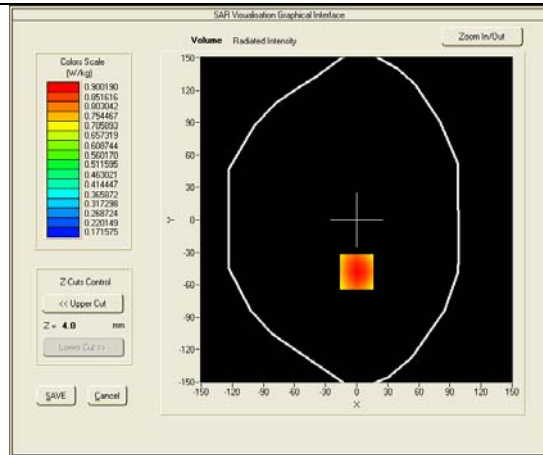 SAR Visualisation Graphical Interface
Volume Radiated Intensity
Zoom In/Out
Colors Scale
(W/kg)
0.900190
0.851616
0.803042
0.754467
0.705893
0.657319
0.608744
0.560170
0.511595
0.463021
0.414447
0.365872
0.317298
0.268724
0.220149
0.171575
Z Cuts Control
<< Upper Cut
Z = 4.0 mm
Lower Cut >>
SAVE Cancel
150
120
90
60
30
0
-30
-60
-90
-120
-150
Y
-150 -120 -90 -60 -30 0 30 60 90 120 150
X